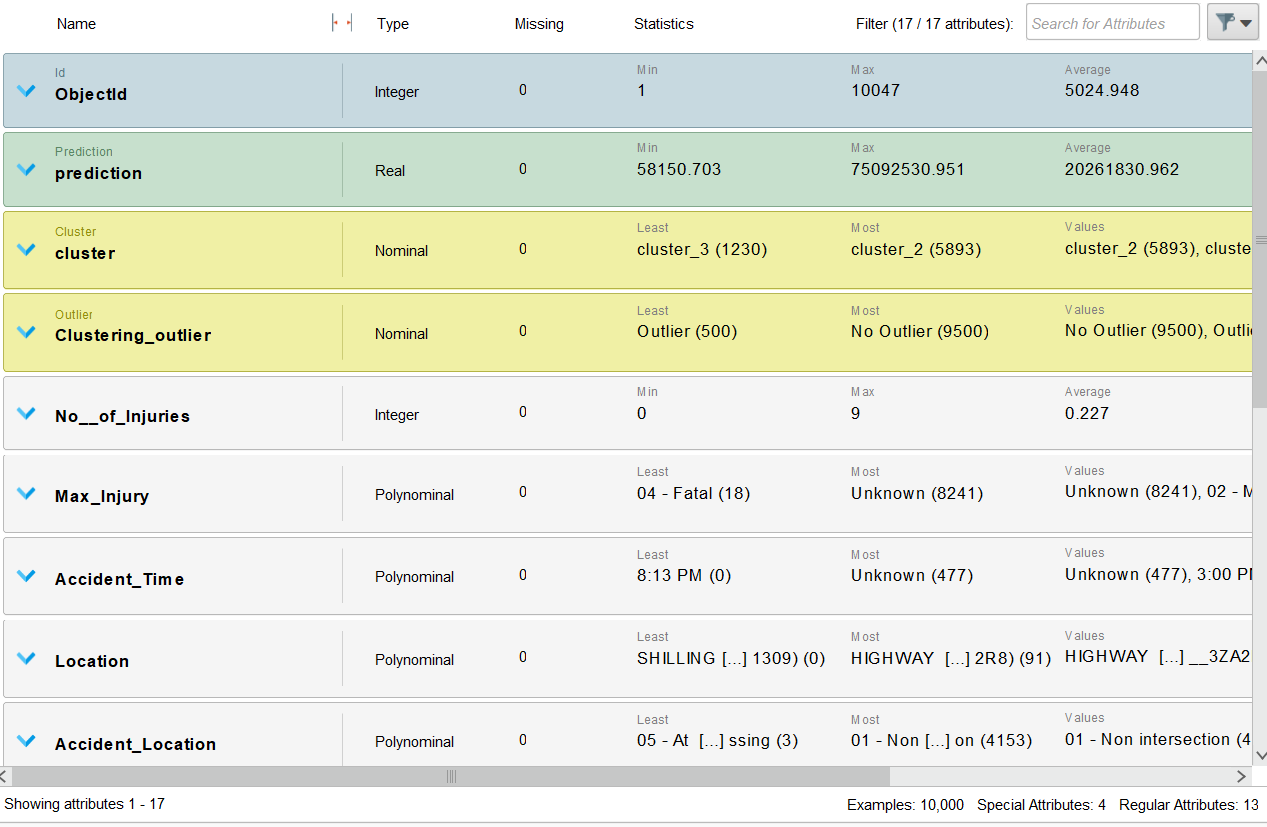 Name Type Missing Statistics Filter (17 / 17 attributes): Search for Attributes
Id Min Max Average
ObjectId Integer 0 1 10047 5024.948
Prediction Min Max Average
prediction Real 0 58150.703 75092530.951 20261830.962
Cluster Least Most Values
cluster Nominal 0 cluster_3 (1230) cluster_2 (5893) cluster_2 (5893), cluste
Outlier Least Most Values
Clustering_outlier Nominal 0 Outlier (500) No Outlier (9500) No Outlier (9500), Outli
Min Max Average
No__of_Injuries Integer 0 0 9 0.227
Least Most Values
Max_Injury Polynominal 0 04 - Fatal (18) Unknown (8241) Unknown (8241), 02 - M
Least Most Values
Accident_Time Polynominal 0 8:13 PM (0) Unknown (477) Unknown (477), 3:00 PM
Least Most Values
Location Polynominal 0 SHILLING [...] 1309) (0) HIGHWAY [...] 2R8) (91) HIGHWAY [...] __3ZA2
Least Most Values
Accident_Location Polynominal 0 05 - At [...] ssing (3) 01 - Non [...] on (4153) 01 - Non intersection (4
Showing attributes 1 - 17 Examples: 10,000 Special Attributes: 4 Regular Attributes: 13